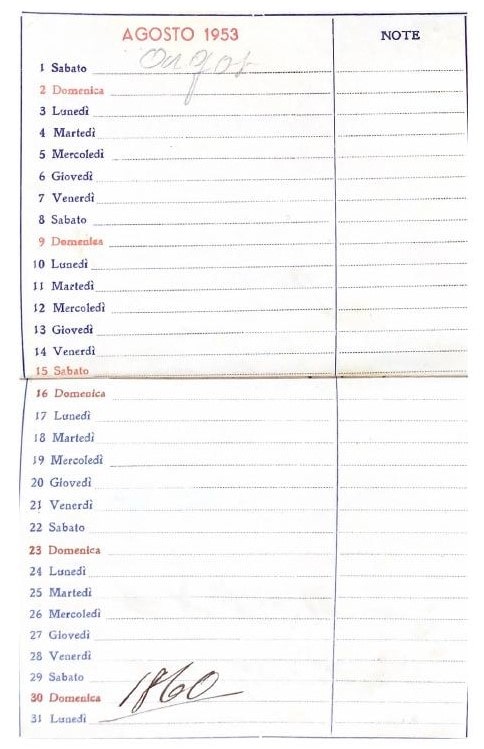 AGOSTO 1953
NOTE
1 Sabato
2 Domenica
3 Lunedì
4 Martedì
5 Mercoledì
6 Giovedì
7 Venerdì
8 Sabato
9 Domenica
10 Lunedì
11 Martedì
12 Mercoledì
13 Giovedì
14 Venerdì
15 Sabato
16 Domenica
17 Lunedì
18 Martedì
19 Mercoledì
20 Giovedì
21 Venerdì
22 Sabato
23 Domenica
24 Lunedì
25 Martedì
26 Mercoledì
27 Giovedì
28 Venerdì
29 Sabato
30 Domenica 1860
31 Lunedì